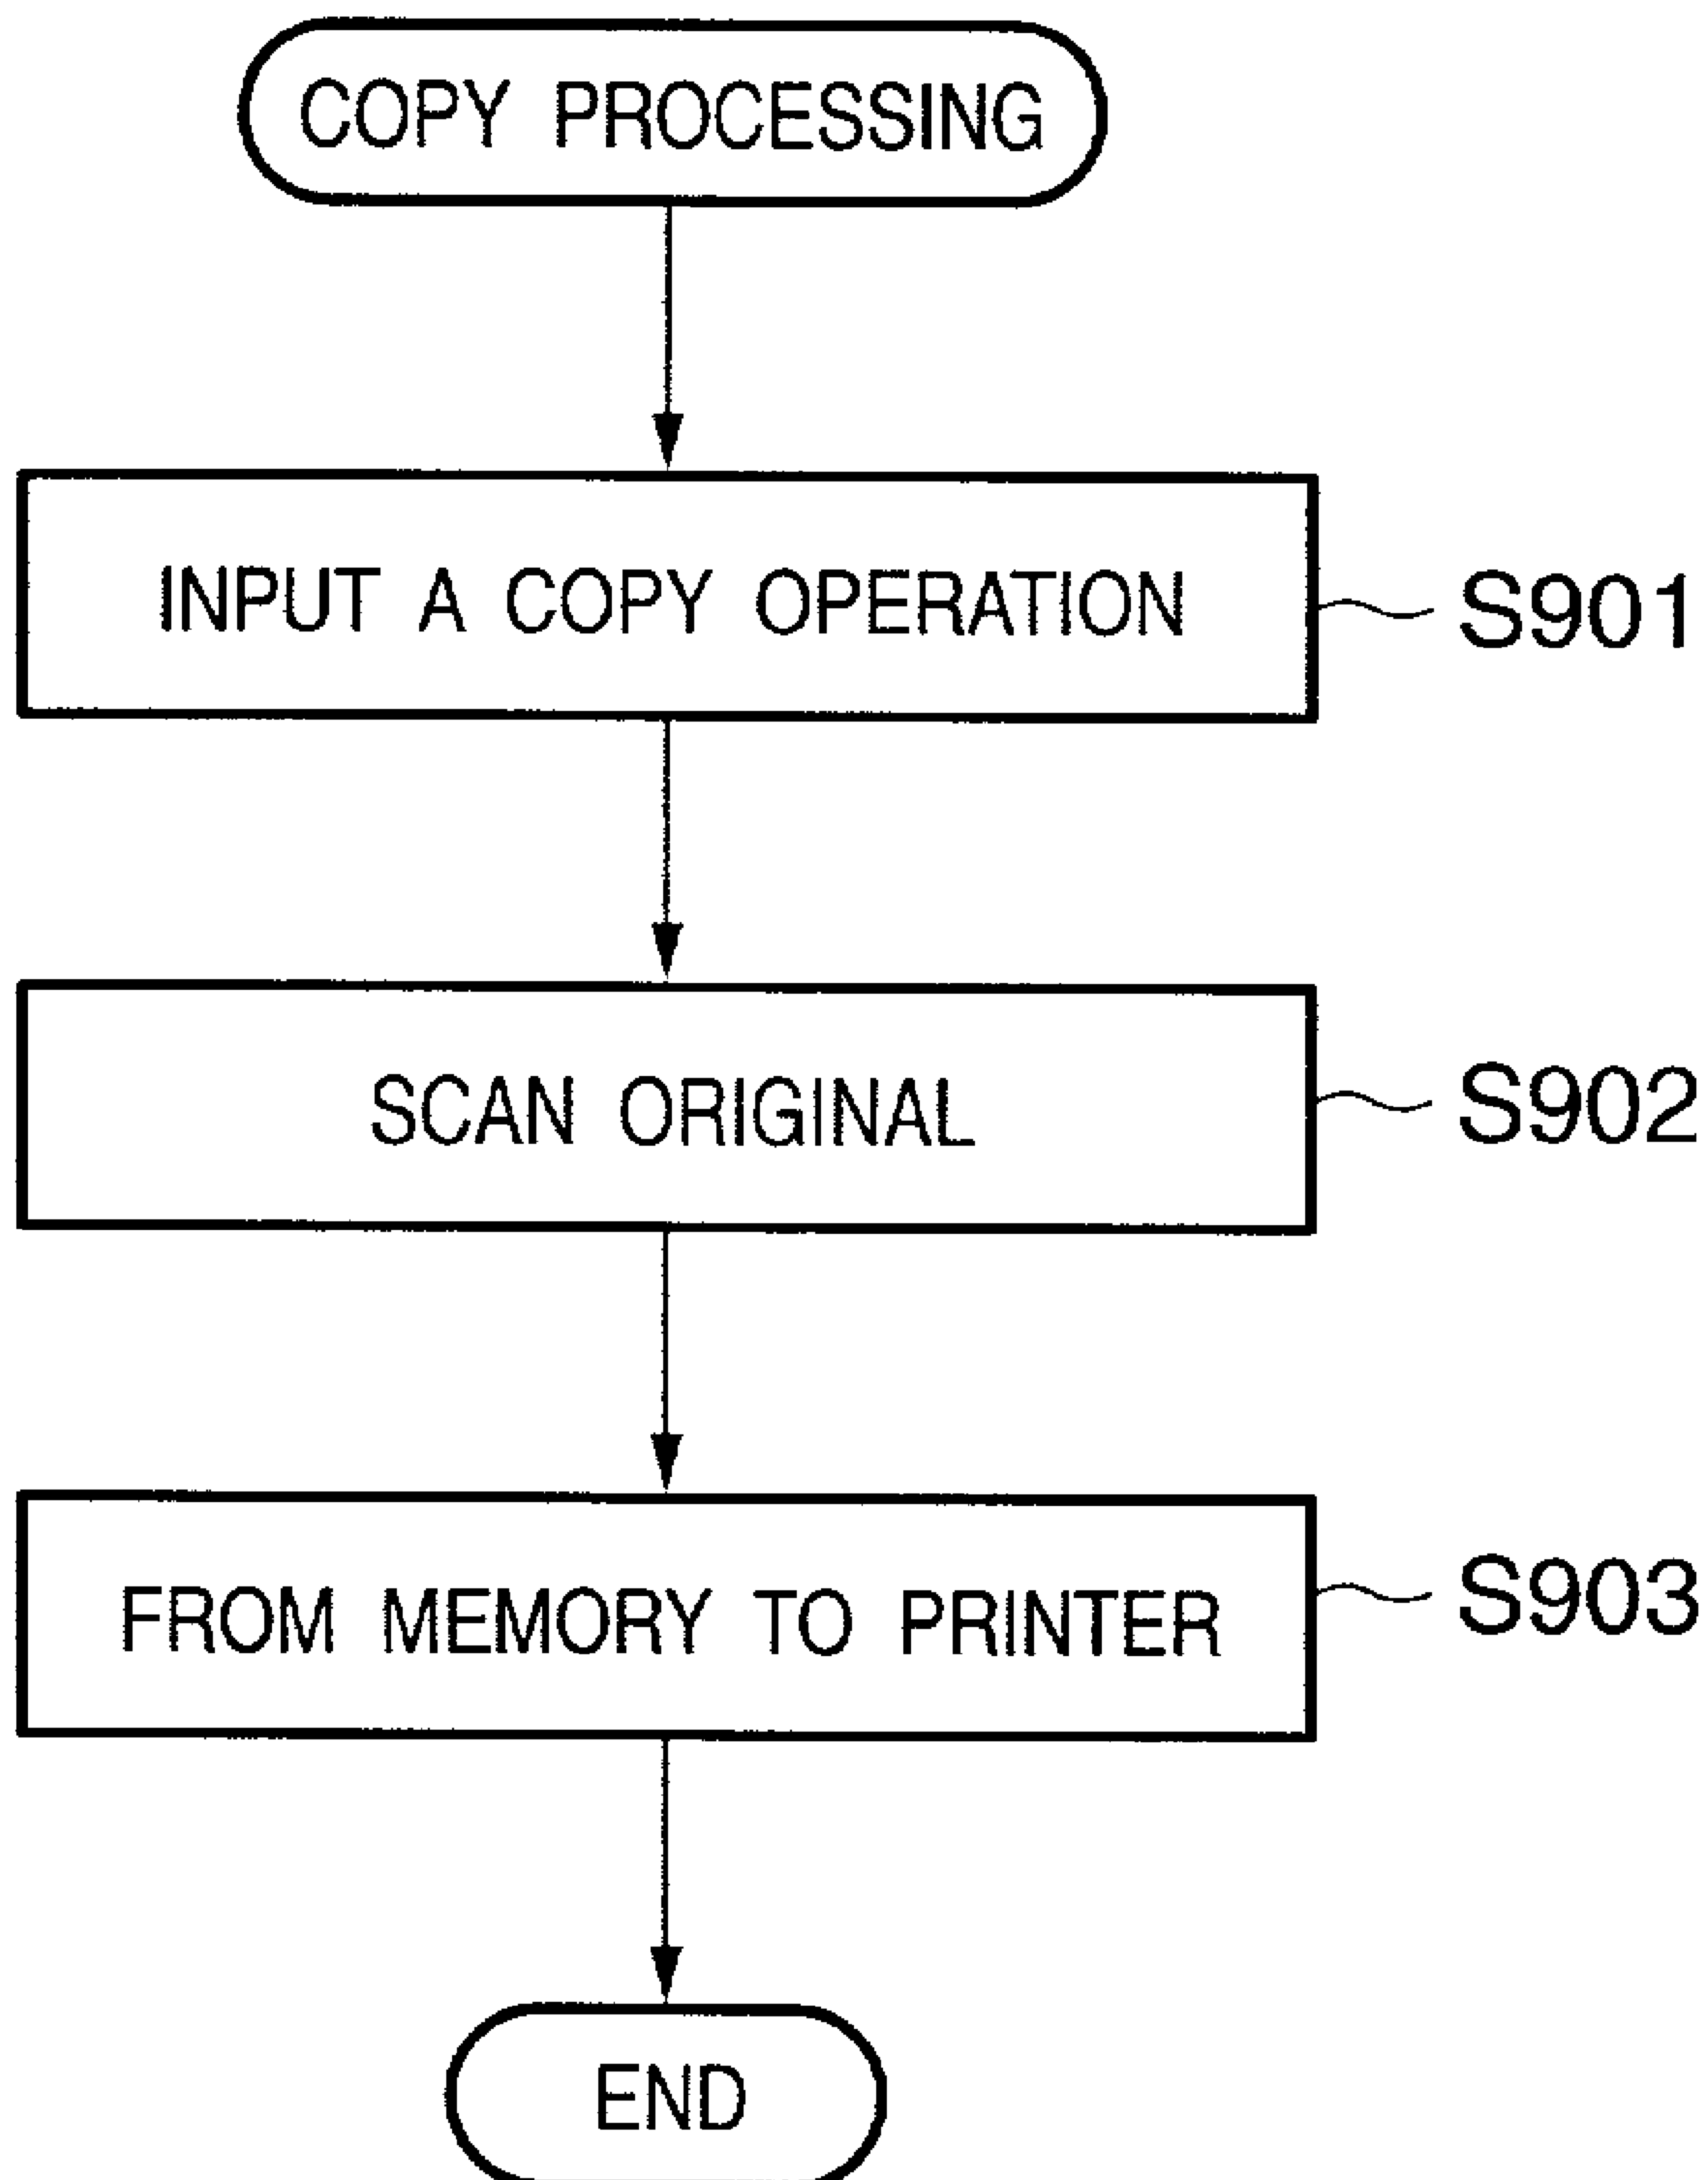 COPY PROCESSING
INPUT A COPY OPERATION
S901
SCAN ORIGINAL
S902
FROM MEMORY TO PRINTER
S903
END